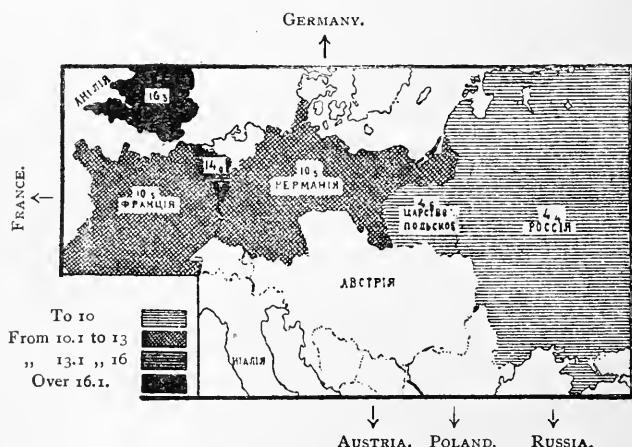 GERMANY.
АНГЛІЯ
16.3
14.0
10.5
ГЕРМАНІЯ
10.5
ФРАНЦІЯ
4.6
ЦАРСТВО
ПОЛЬСКОЕ
4.4
РОССІЯ
FRANCE.
АВСТРІЯ
ИТАЛІЯ
To 10
From 10.1 to 13
„ 13.1 „ 16
Over 16.1.
AUSTRIA. POLAND. RUSSIA.